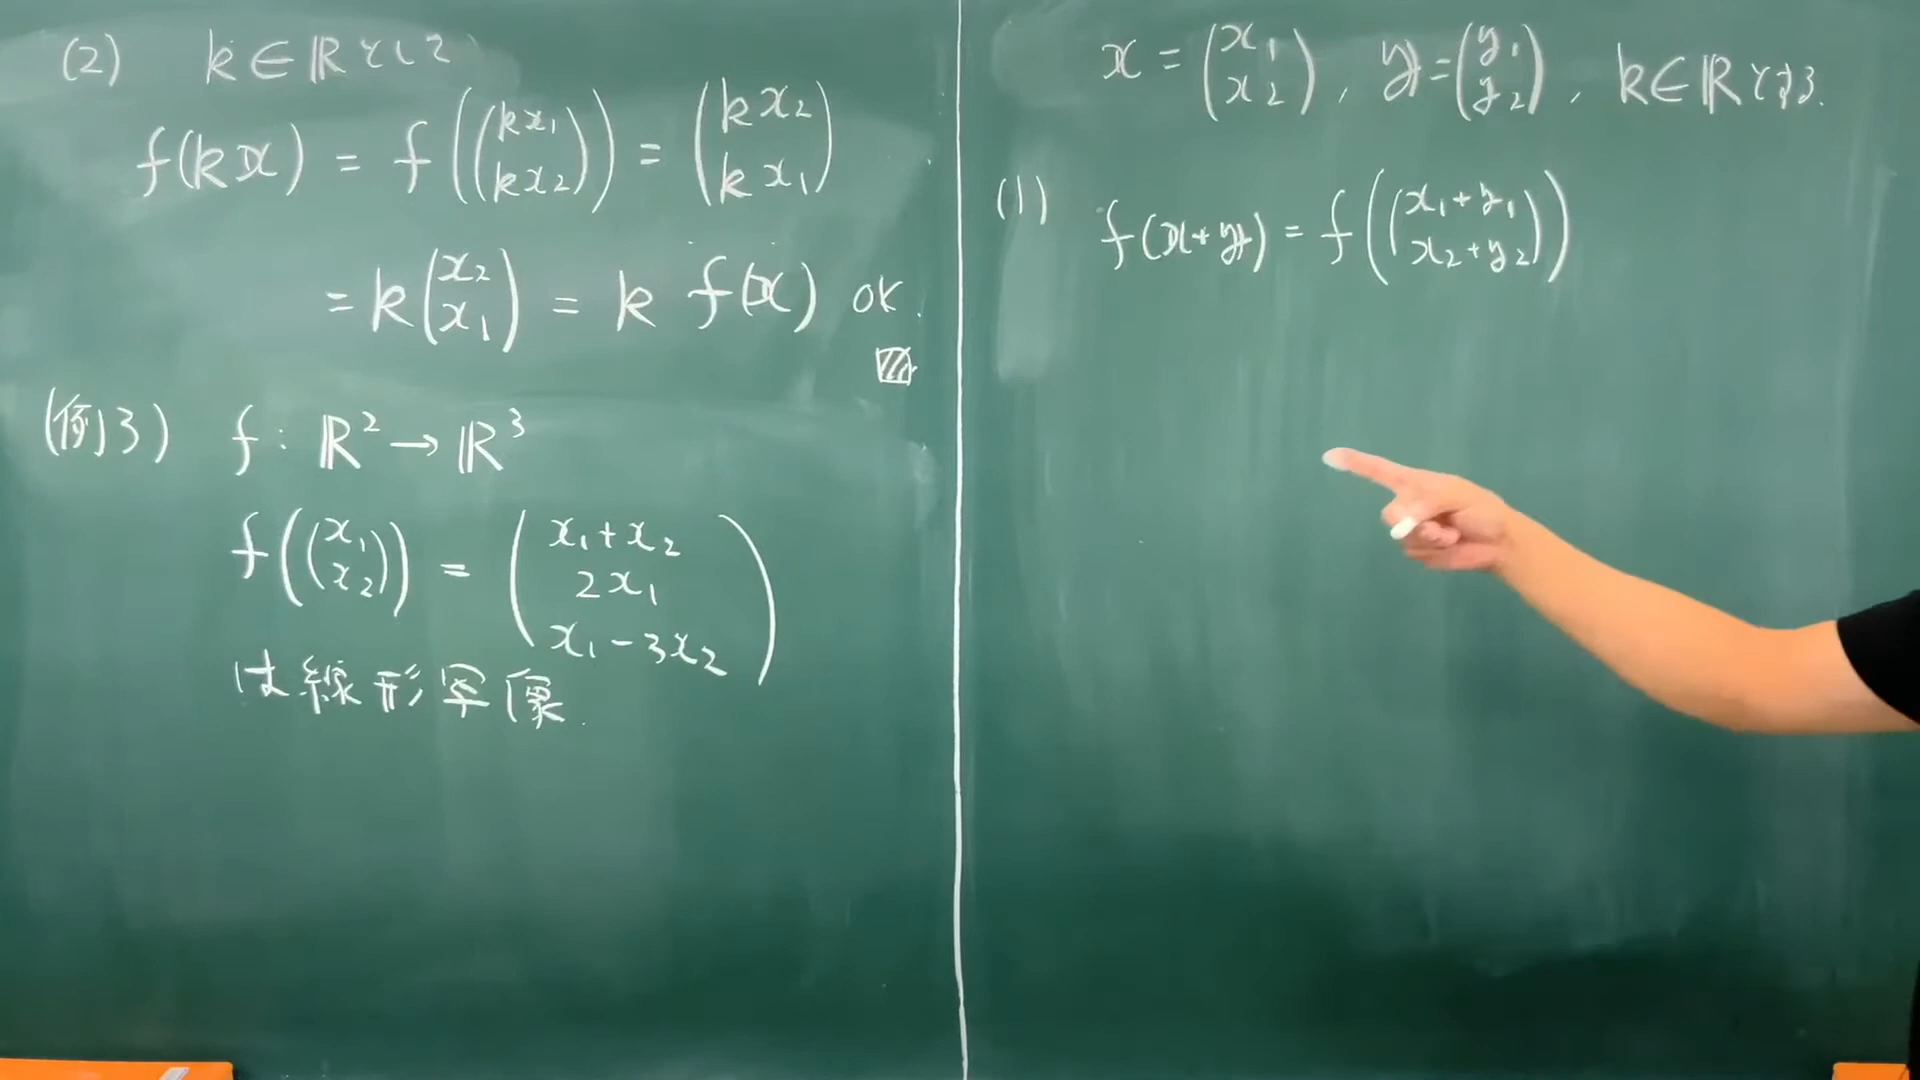 (2) k∈ℝとして
f(kx) = f((kx₁ kx₂)) = (kx₂ kx₁)
= k(x₂ x₁) = k f(x) ok.
(例3) f: ℝ² → ℝ³
f((x₁ x₂)) = (x₁+x₂ 2x₁ x₁-3x₂)
は線形写像.
x = (x₁ x₂), y = (y₁ y₂), k∈ℝとする.
(1) f(x+y) = f((x₁+y₁ x₂+y₂))